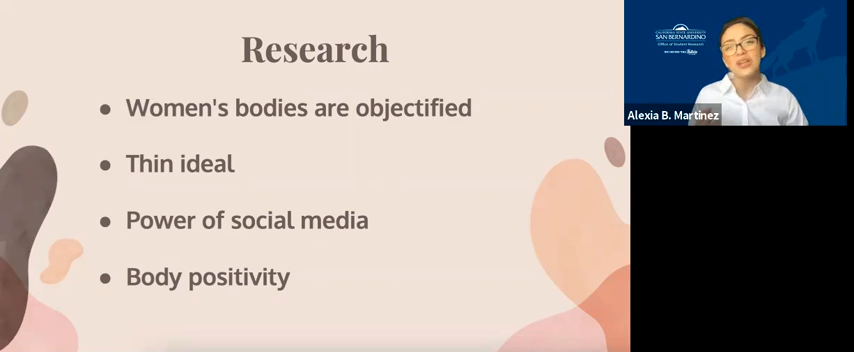 Research
• Women's bodies are objectified
• Thin ideal
• Power of social media
• Body positivity
CALIFORNIA STATE UNIVERSITY
SAN BERNARDINO
Office of Student Research
Alexia B. Martinez